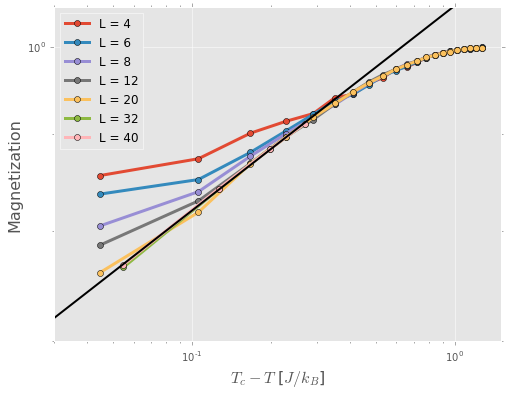 10⁰
L = 4
L = 6
L = 8
L = 12
L = 20
L = 32
L = 40
Magnetization
10⁻¹ 10⁰
T_c − T [J/k_B]